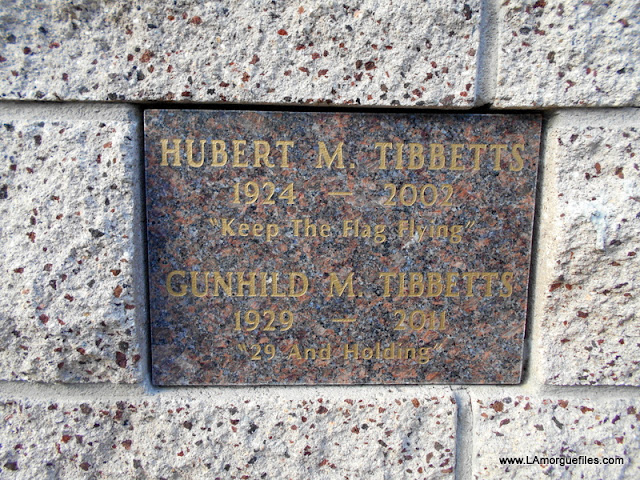 HUBERT M. TIBBETTS
1924 — 2002
"Keep The Flag Flying"
GUNHILD M. TIBBETTS
1929 — 2011
"29 And Holding"
www.LAmorguefiles.com